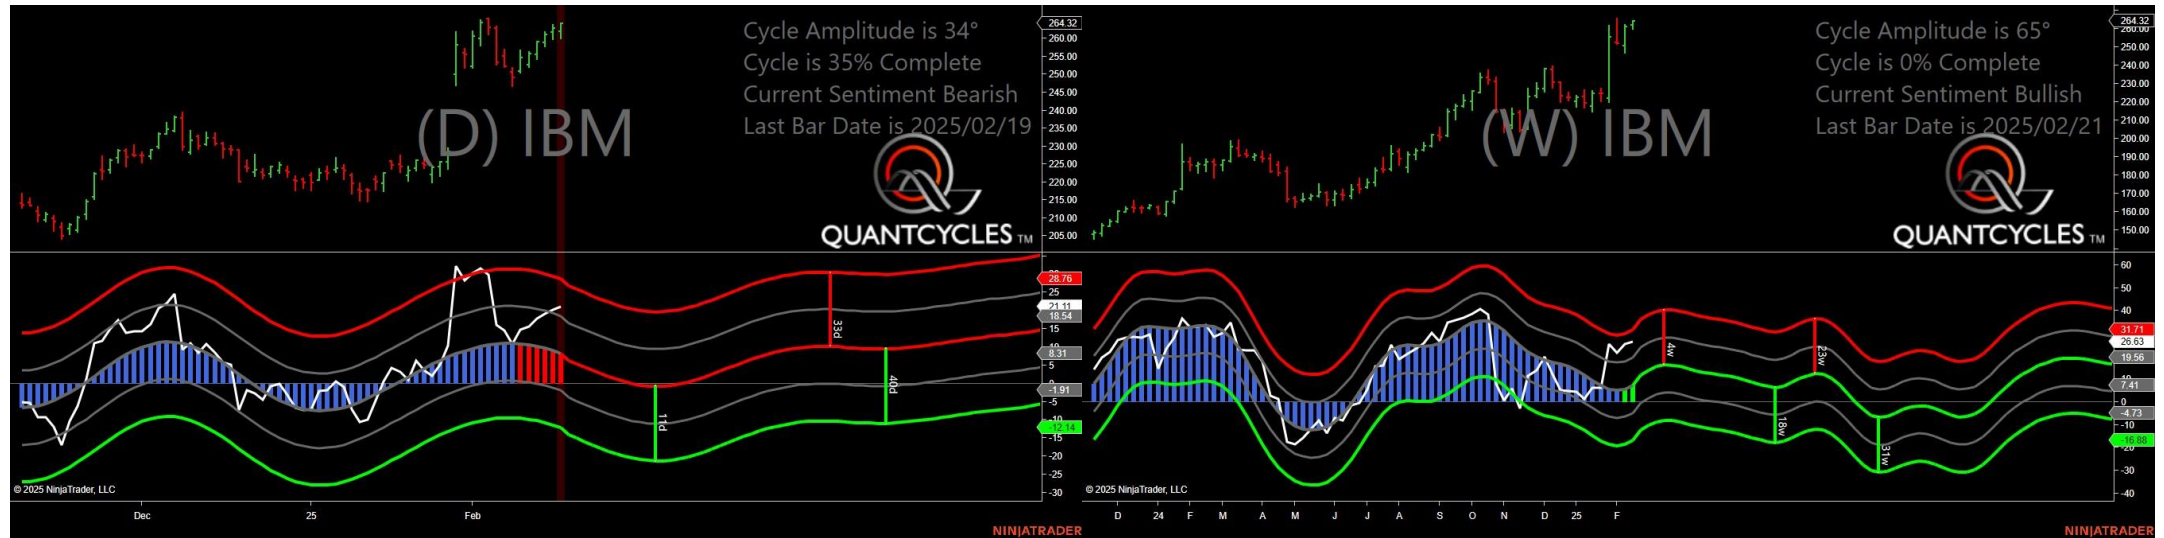 Cycle Amplitude is 34°
Cycle is 35% Complete
Current Sentiment Bearish
Last Bar Date is 2025/02/19
(D) IBM
QUANTCYCLES TM
264.32
260.00
255.00
250.00
245.00
240.00
235.00
230.00
225.00
220.00
215.00
210.00
205.00
28.76
25
21.11
18.54
15
10
8.31
5
0
-1.91
-5
-10
-12.14
-15
-20
-25
-30
11d
33d
40d
© 2025 NinjaTrader, LLC
Dec
25
Feb
NINJATRADER
Cycle Amplitude is 65°
Cycle is 0% Complete
Current Sentiment Bullish
Last Bar Date is 2025/02/21
(W) IBM
QUANTCYCLES TM
264.32
260.00
250.00
240.00
230.00
220.00
210.00
200.00
190.00
180.00
170.00
160.00
150.00
60
50
40
31.71
26.63
19.56
10
7.41
0
-4.73
-10
-16.88
-20
-30
-40
4w
18w
23w
31w
© 2025 NinjaTrader, LLC
D
24
F
M
A
M
J
J
A
S
O
N
D
25
F
NINJATRADER